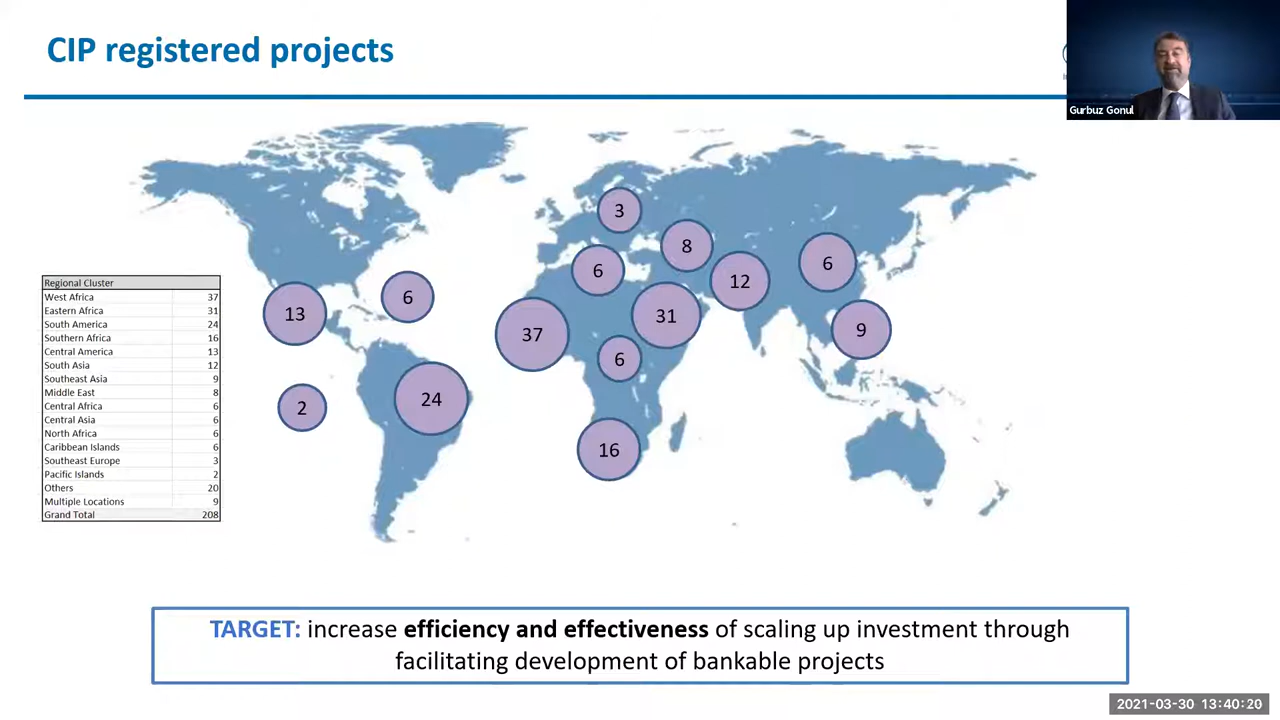 CIP registered projects
Gurbuz Gonul
3
8
6
12
6
13
6
37
31
9
6
2
24
16
Regional Cluster
West Africa 37
Eastern Africa 31
South America 24
Southern Africa 16
Central America 13
South Asia 12
Southeast Asia 9
Middle East 8
Central Africa 6
Central Asia 6
North Africa 6
Caribbean Islands 6
Southeast Europe 3
Pacific Islands 2
Others 20
Multiple Locations 9
Grand Total 208
TARGET: increase efficiency and effectiveness of scaling up investment through
facilitating development of bankable projects
2021-03-30 13:40:20